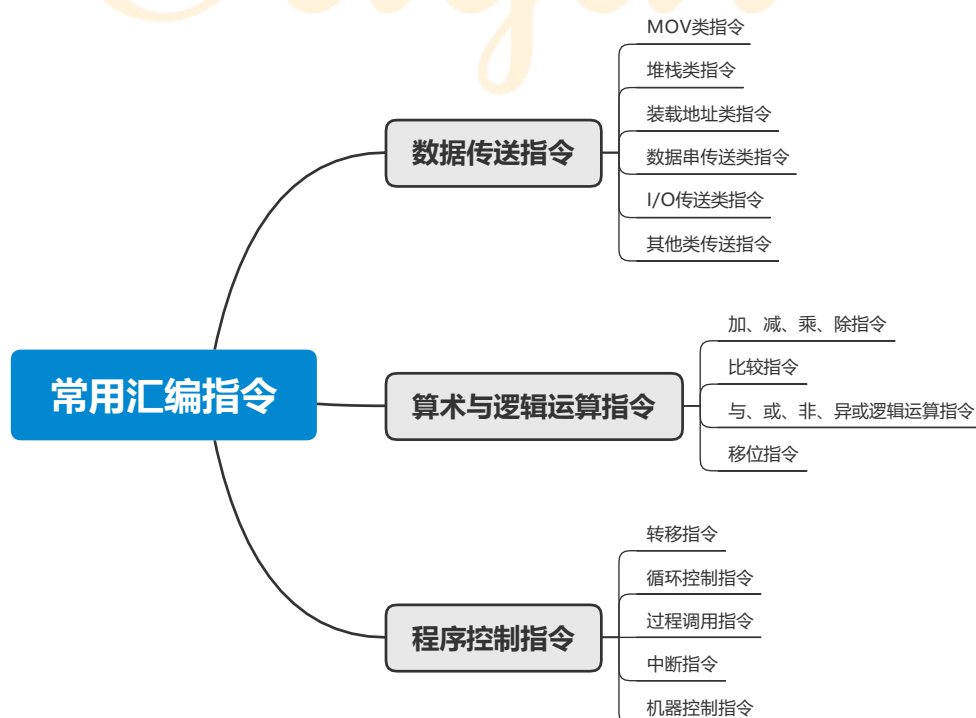 常用汇编指令
数据传送指令
MOV类指令
堆栈类指令
装载地址类指令
数据串传送类指令
I/O传送类指令
其他类传送指令
算术与逻辑运算指令
加、减、乘、除指令
比较指令
与、或、非、异或逻辑运算指令
移位指令
程序控制指令
转移指令
循环控制指令
过程调用指令
中断指令
机器控制指令